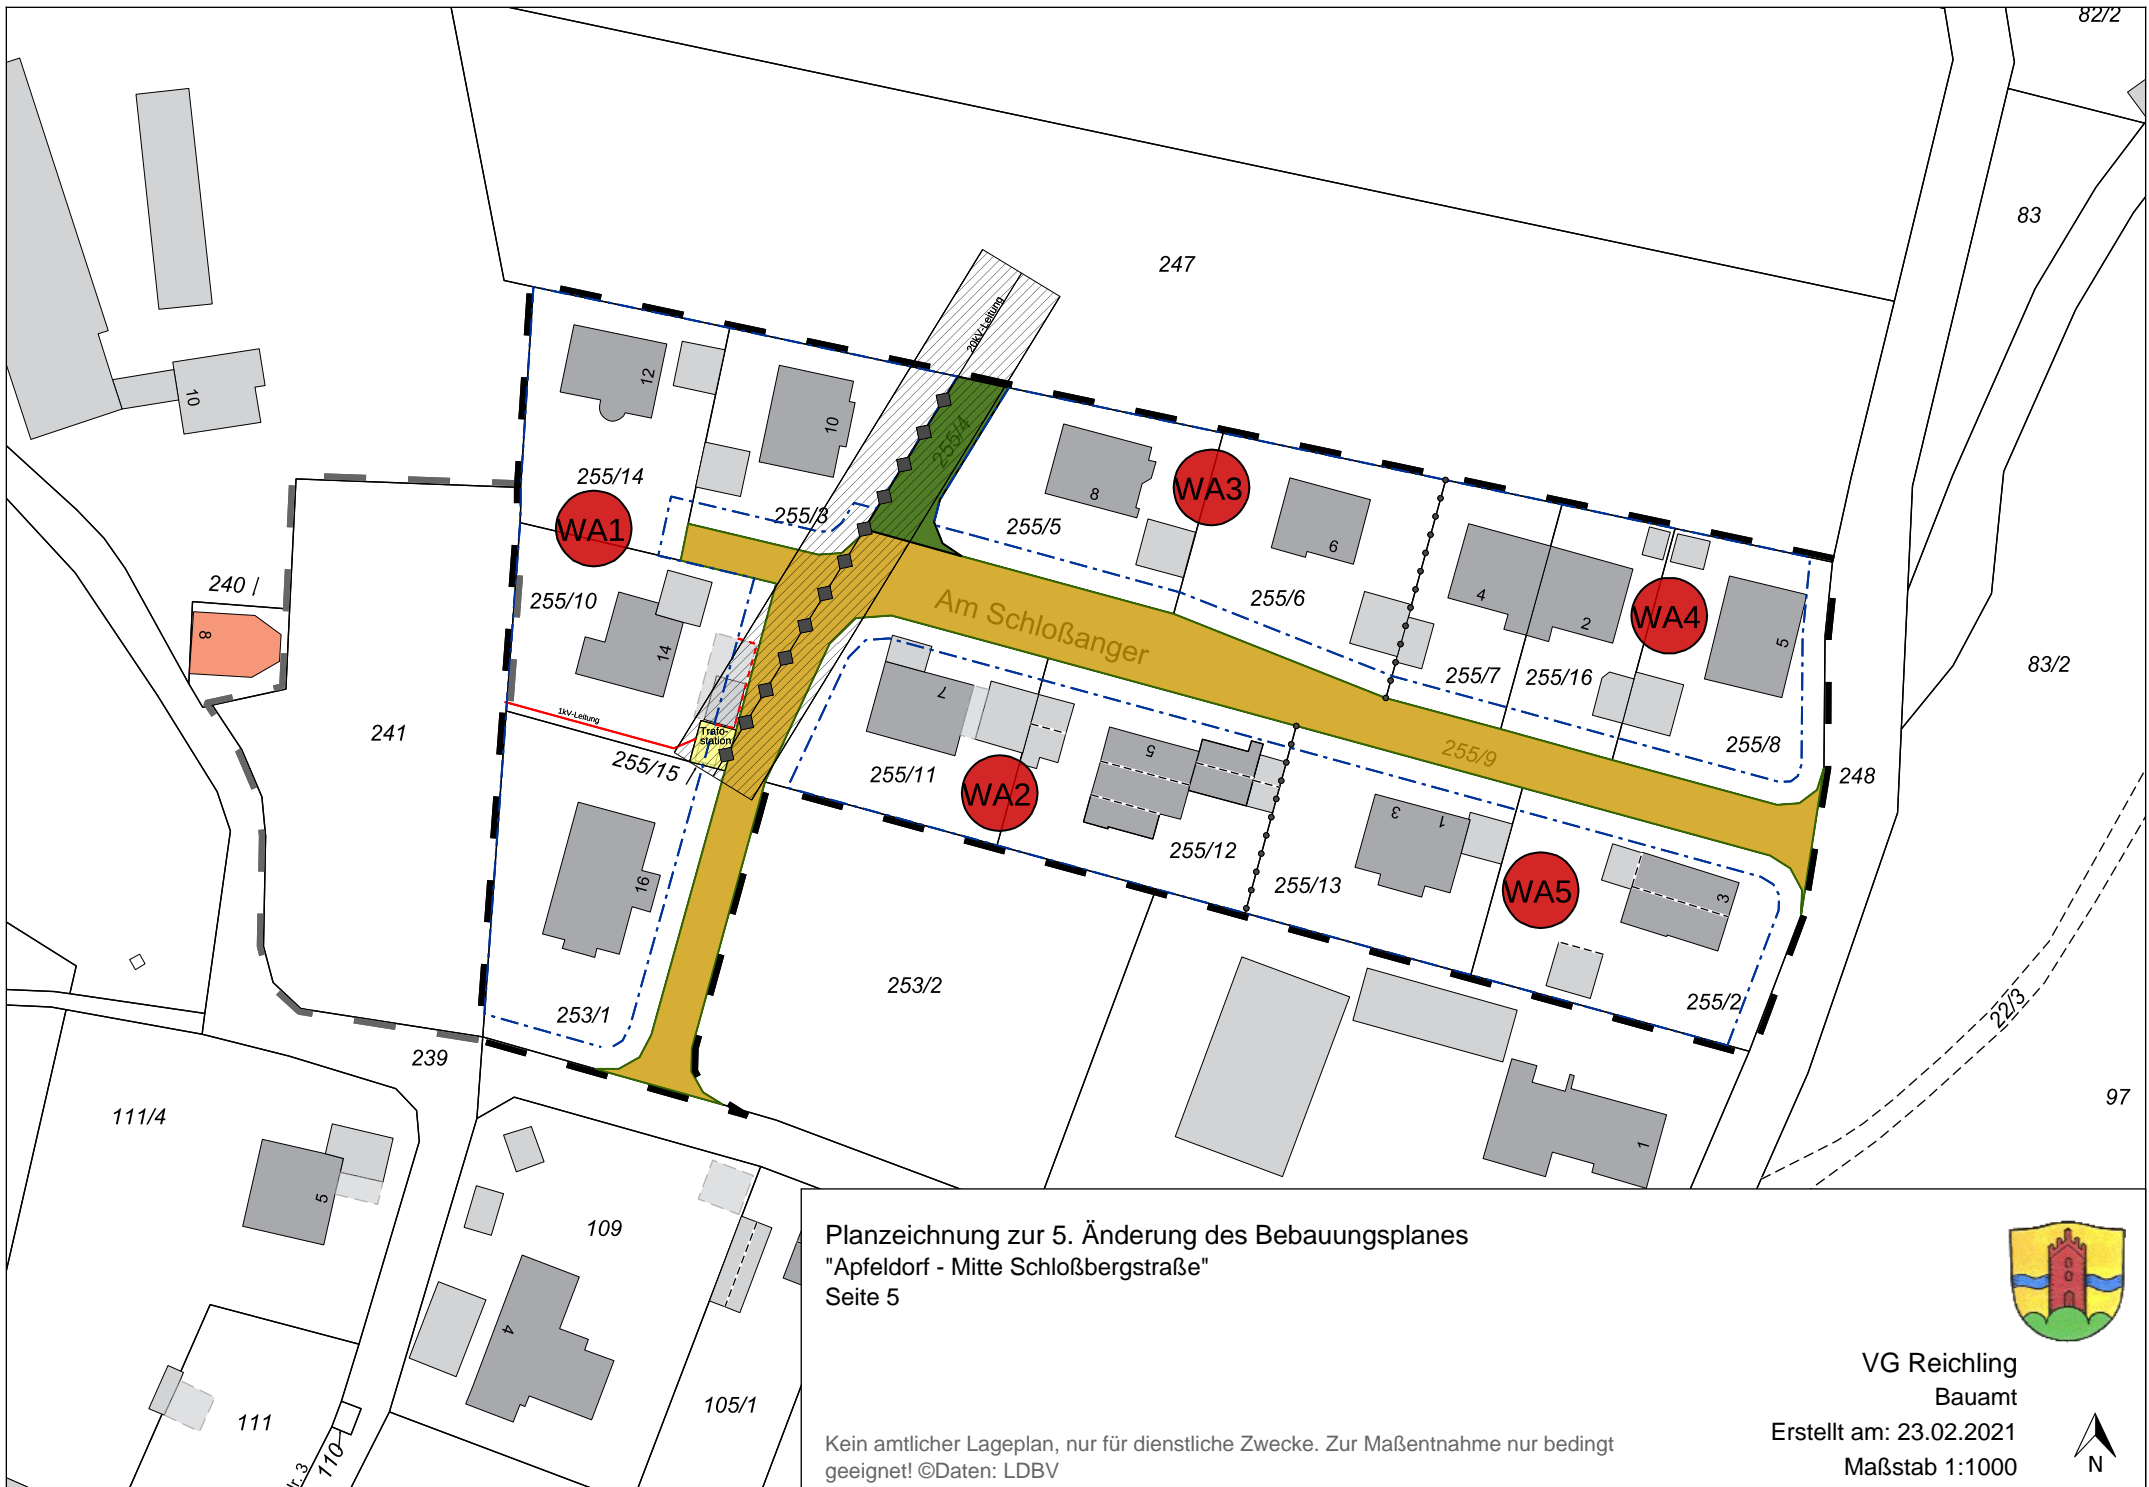 82/2
83
247
20kV-Leitung
12
10
10
255/4
255/14
WA3
8
255/3
255/5
WA1
6
240
255/10
255/6
4
2
WA4
Am Schloßanger
8
14
5
83/2
255/7
255/16
7
1kV-Leitung
241
Trafo-
station
5
255/9
255/8
255/15
255/11
248
WA2
3
1
255/12
16
255/13
WA5
3
253/2
255/2
253/1
22/3
239
97
111/4
1
5
109
4
105/1
111
110
Planzeichnung zur 5. Änderung des Bebauungsplanes
"Apfeldorf - Mitte Schloßbergstraße"
Seite 5
VG Reichling
Bauamt
Erstellt am: 23.02.2021
Maßstab 1:1000
N
Kein amtlicher Lageplan, nur für dienstliche Zwecke. Zur Maßentnahme nur bedingt
geeignet! ©Daten: LDBV